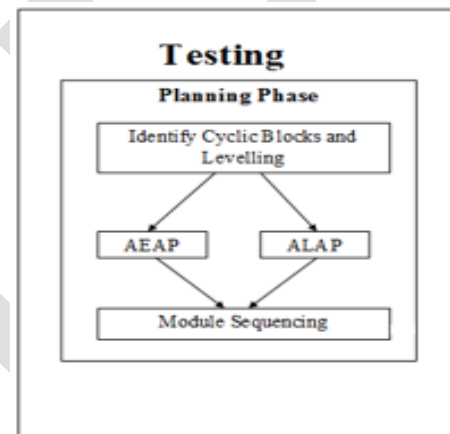 Testing
Planning Phase
Identify Cyclic Blocks and
Levelling
AEAP
ALAP
Module Sequencing